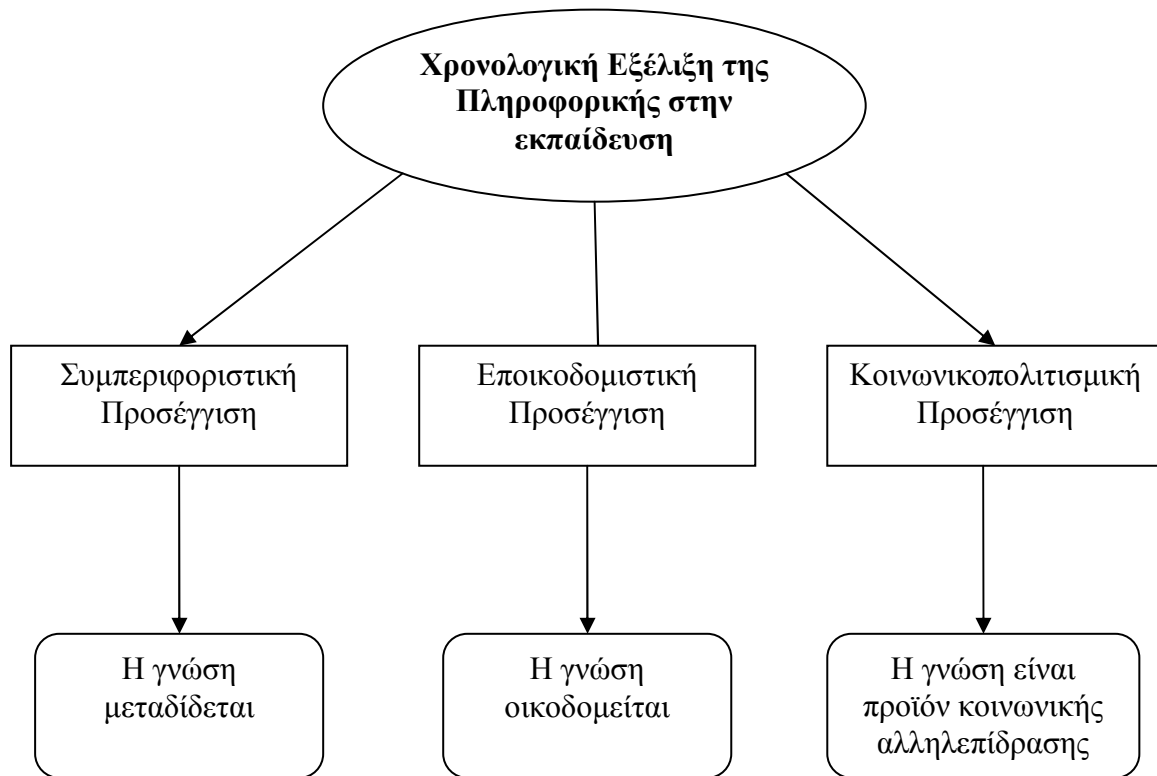 Χρονολογική Εξέλιξη της
Πληροφορικής στην
εκπαίδευση
Συμπεριφοριστική
Προσέγγιση
Εποικοδομιστική
Προσέγγιση
Κοινωνικοπολιτισμική
Προσέγγιση
Η γνώση
μεταδίδεται
Η γνώση
οικοδομείται
Η γνώση είναι
προϊόν κοινωνικής
αλληλεπίδρασης